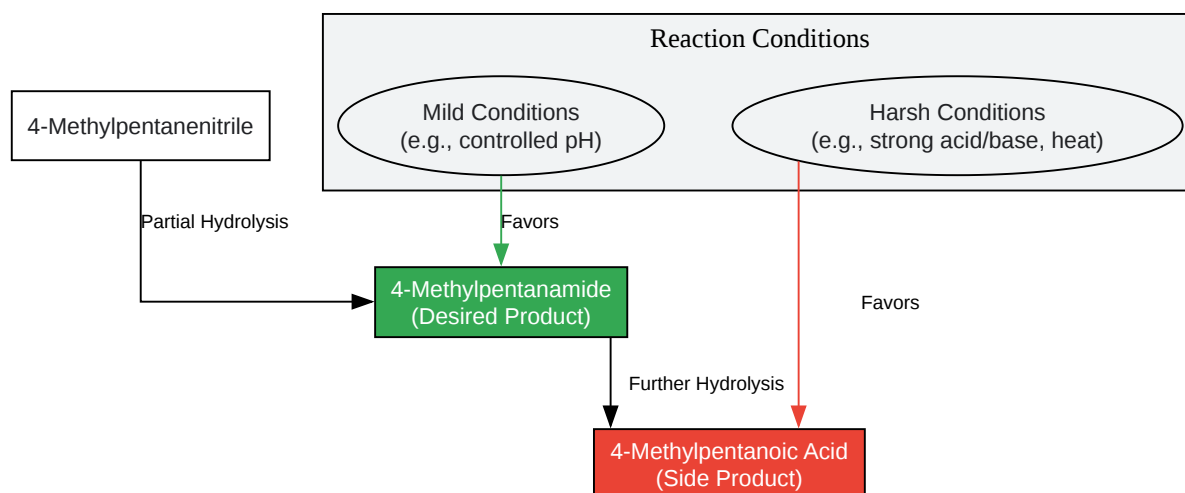 Reaction Conditions
4-Methylpentanenitrile
Mild Conditions
(e.g., controlled pH)
Harsh Conditions
(e.g., strong acid/base, heat)
Partial Hydrolysis
Favors
4-Methylpentanamide
(Desired Product)
Favors
Further Hydrolysis
4-Methylpentanoic Acid
(Side Product)